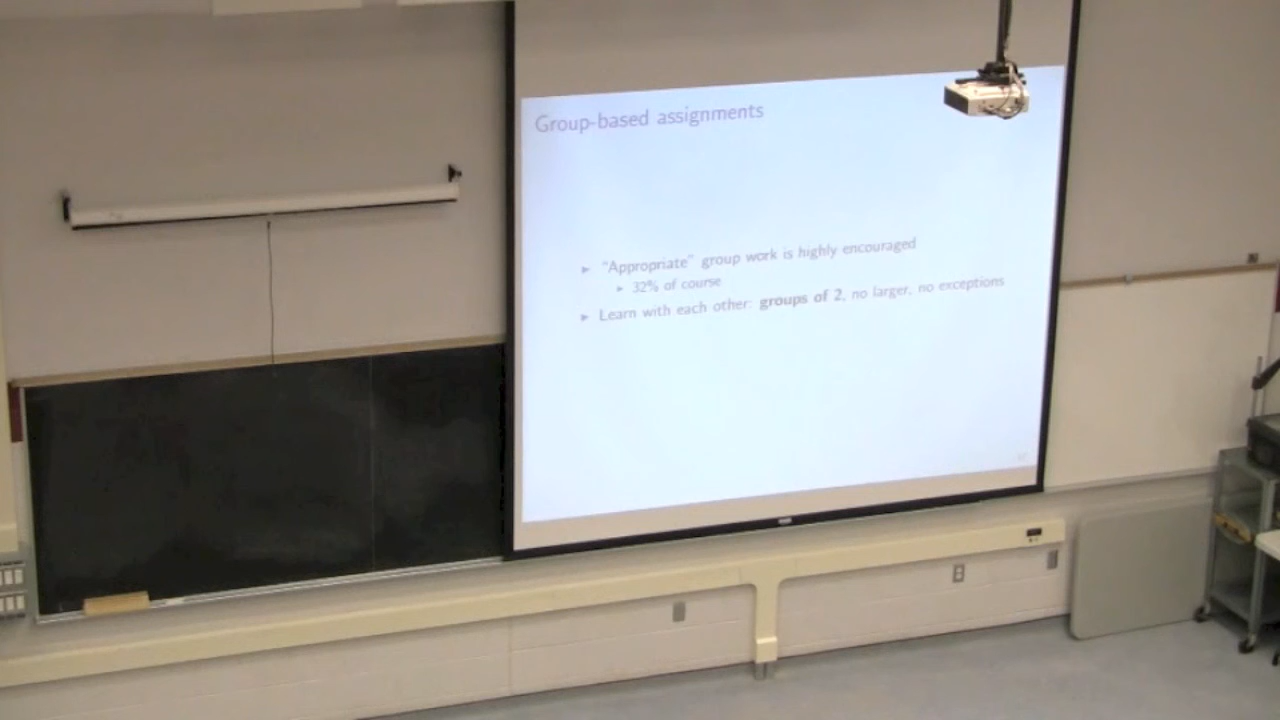 Group-based assignments
"Appropriate" group work is highly encouraged
32% of course
Learn with each other: groups of 2, no larger, no exceptions